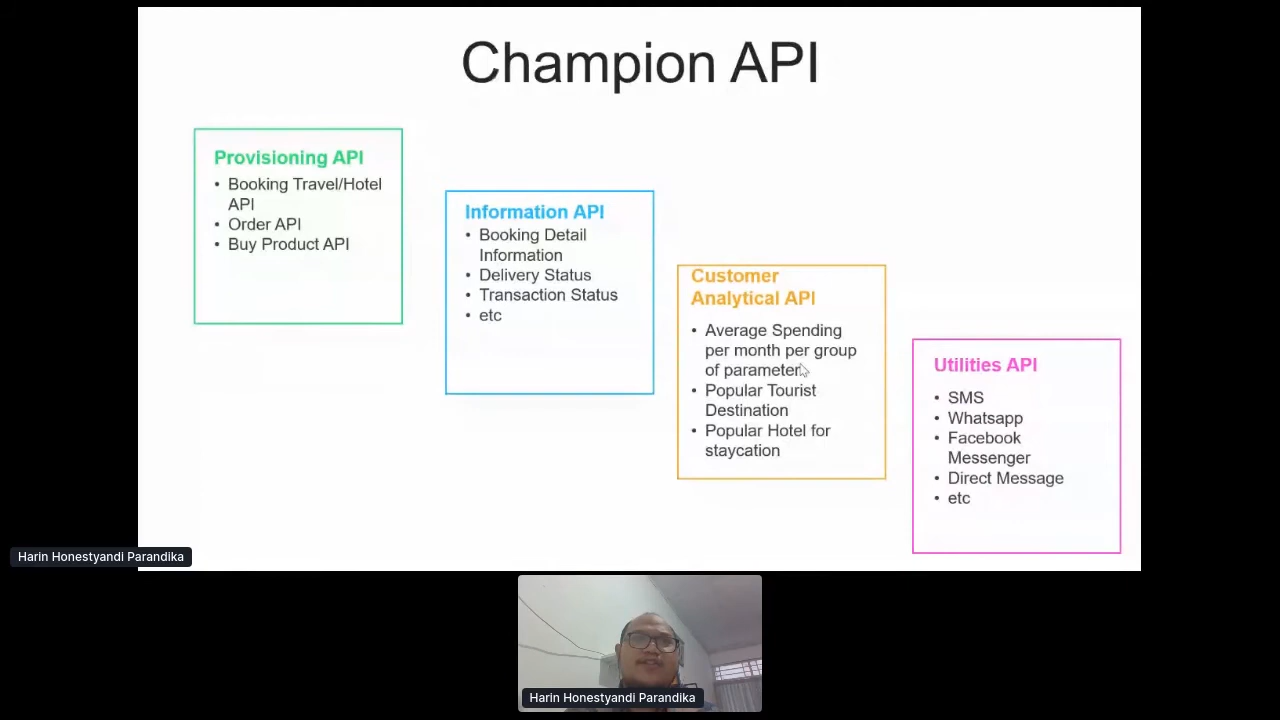 Champion API
Provisioning API
• Booking Travel/Hotel
API
• Order API
• Buy Product API
Information API
• Booking Detail
Information
• Delivery Status
• Transaction Status
• etc
Customer
Analytical API
• Average Spending
per month per group
of parameter
• Popular Tourist
Destination
• Popular Hotel for
staycation
Utilities API
• SMS
• Whatsapp
• Facebook
Messenger
• Direct Message
• etc
Harin Honestyandi Parandika
Harin Honestyandi Parandika